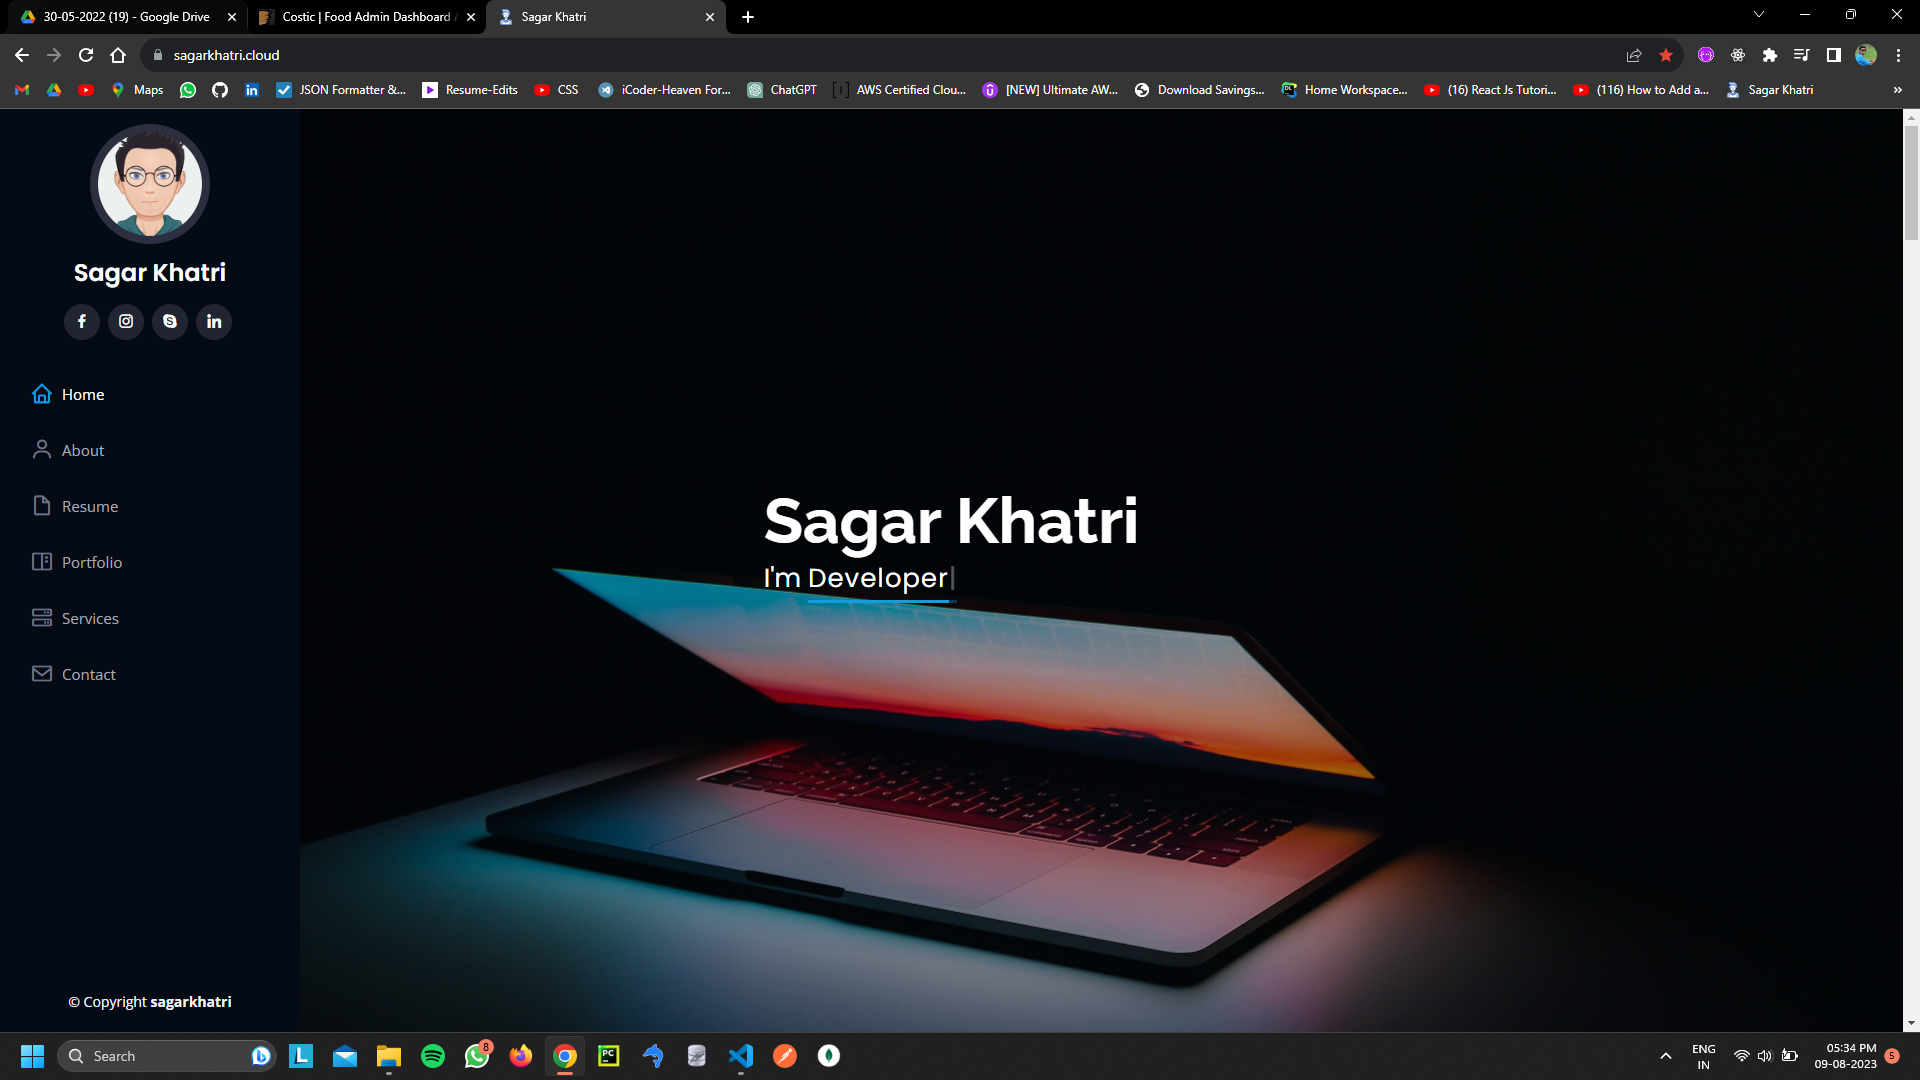 30-05-2022 (19) - Google Drive
Costic | Food Admin Dashboard
Sagar Khatri
sagarkhatri.cloud
Maps
JSON Formatter &...
Resume-Edits
CSS
iCoder-Heaven For...
ChatGPT
AWS Certified Clou...
[NEW] Ultimate AW...
Download Savings...
Home Workspace...
(16) React Js Tutori...
(116) How to Add a...
Sagar Khatri
»
Sagar Khatri
Home
About
Resume
Portfolio
Services
Contact
© Copyright sagarkhatri
Sagar Khatri
I'm Developer|
Search
8
PC
ENG
IN
05:34 PM
09-08-2023
5